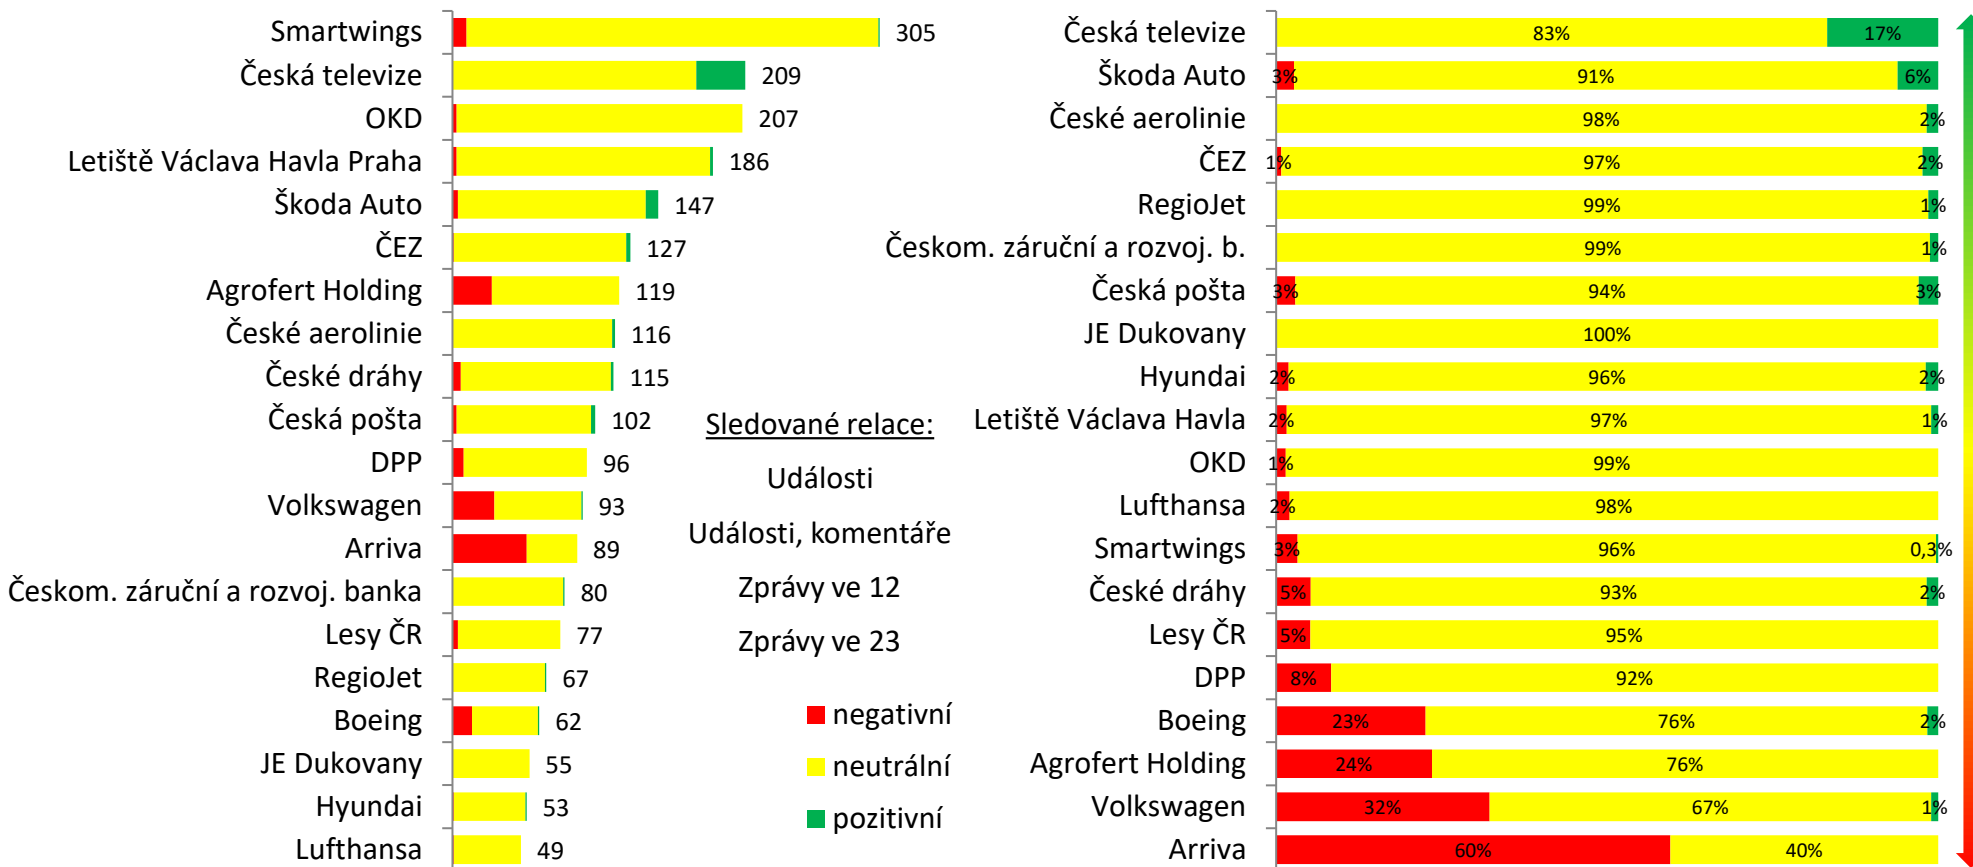 Smartwings 305
Česká televize 209
OKD 207
Letiště Václava Havla Praha 186
Škoda Auto 147
ČEZ 127
Agrofert Holding 119
České aerolinie 116
České dráhy 115
Česká pošta 102
DPP 96
Volkswagen 93
Arriva 89
Českom. záruční a rozvoj. banka 80
Lesy ČR 77
RegioJet 67
Boeing 62
JE Dukovany 55
Hyundai 53
Lufthansa 49
Sledované relace:
Události
Události, komentáře
Zprávy ve 12
Zprávy ve 23
negativní
neutrální
pozitivní
Česká televize 83% 17%
Škoda Auto 3% 91% 6%
České aerolinie 98% 2%
ČEZ 1% 97% 2%
RegioJet 99% 1%
Českom. záruční a rozvoj. b. 99% 1%
Česká pošta 3% 94% 3%
JE Dukovany 100%
Hyundai 2% 96% 2%
Letiště Václava Havla 2% 97% 1%
OKD 1% 99%
Lufthansa 2% 98%
Smartwings 3% 96% 0,3%
České dráhy 5% 93% 2%
Lesy ČR 5% 95%
DPP 8% 92%
Boeing 23% 76% 2%
Agrofert Holding 24% 76%
Volkswagen 32% 67% 1%
Arriva 60% 40%